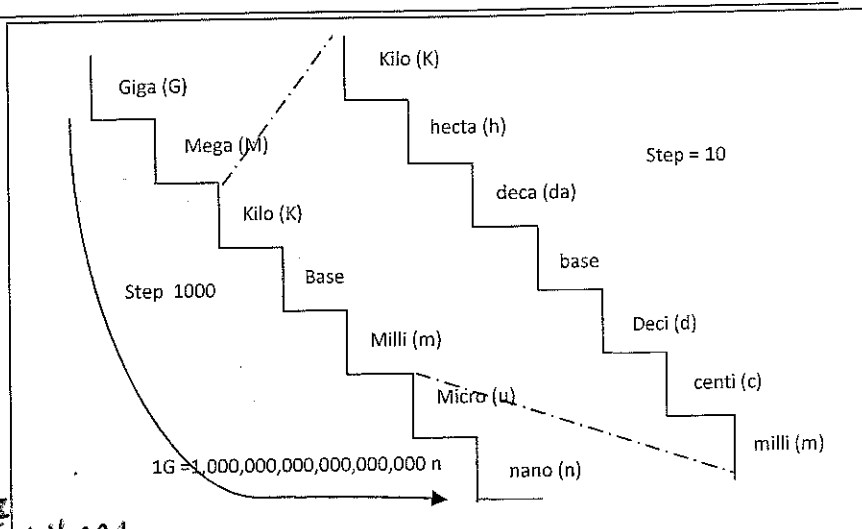 Giga (G)
Mega (M)
Kilo (K)
Base
Milli (m)
Micro (u)
nano (n)
Step 1000
1G =1,000,000,000,000,000,000 n
Kilo (K)
hecta (h)
deca (da)
base
Deci (d)
centi (c)
milli (m)
Step = 10